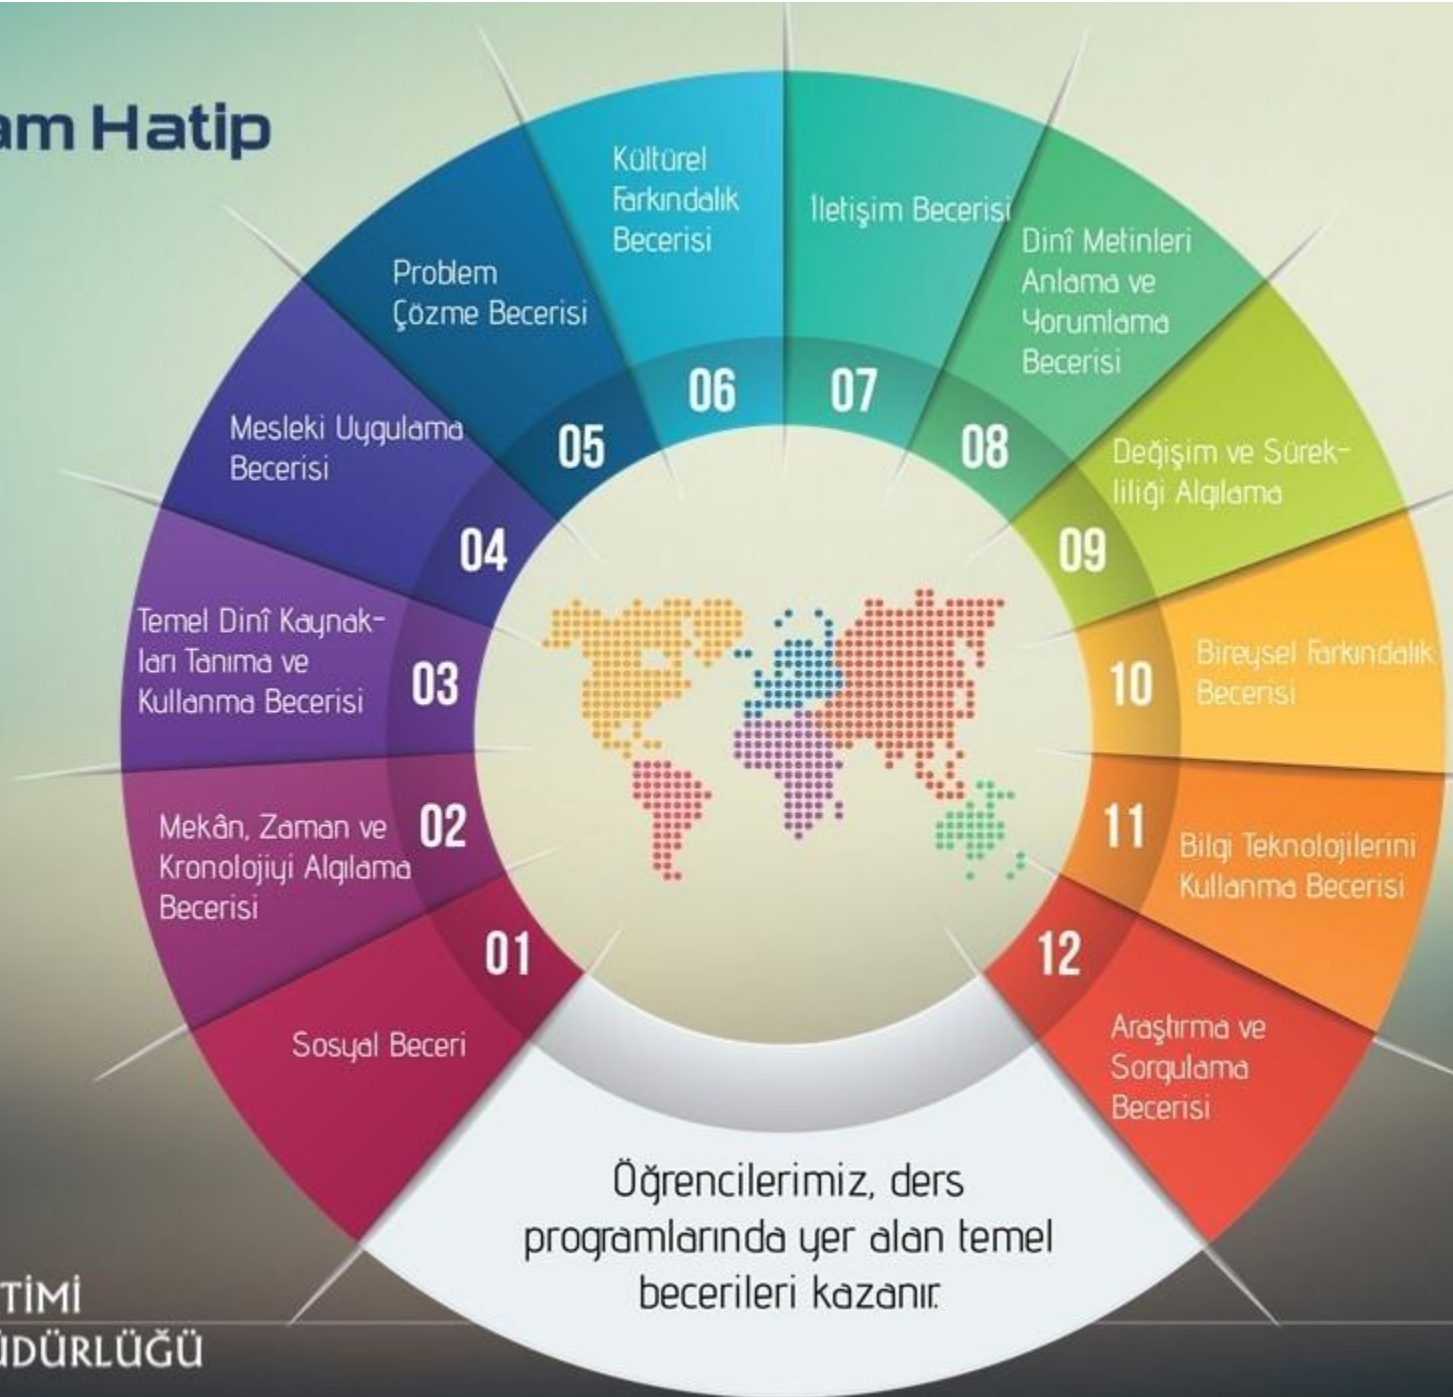 am Hatip
01
Sosyal Beceri
02
Mekân, Zaman ve
Kronolojiyi Algılama
Becerisi
03
Temel Dinî Kaynak-
ları Tanıma ve
Kullanma Becerisi
04
Mesleki Uygulama
Becerisi
05
Problem
Çözme Becerisi
06
Kültürel
Farkındalık
Becerisi
07
İletişim Becerisi
08
Dinî Metinleri
Anlama ve
Yorumlama
Becerisi
09
Değişim ve Sürek-
liliği Algılama
10
Bireysel Farkındalık
Becerisi
11
Bilgi Teknolojilerini
Kullanma Becerisi
12
Araştırma ve
Sorgulama
Becerisi
Öğrencilerimiz, ders
programlarında yer alan temel
becerileri kazanır.
TİMİ
ÜDÜRLÜĞÜ